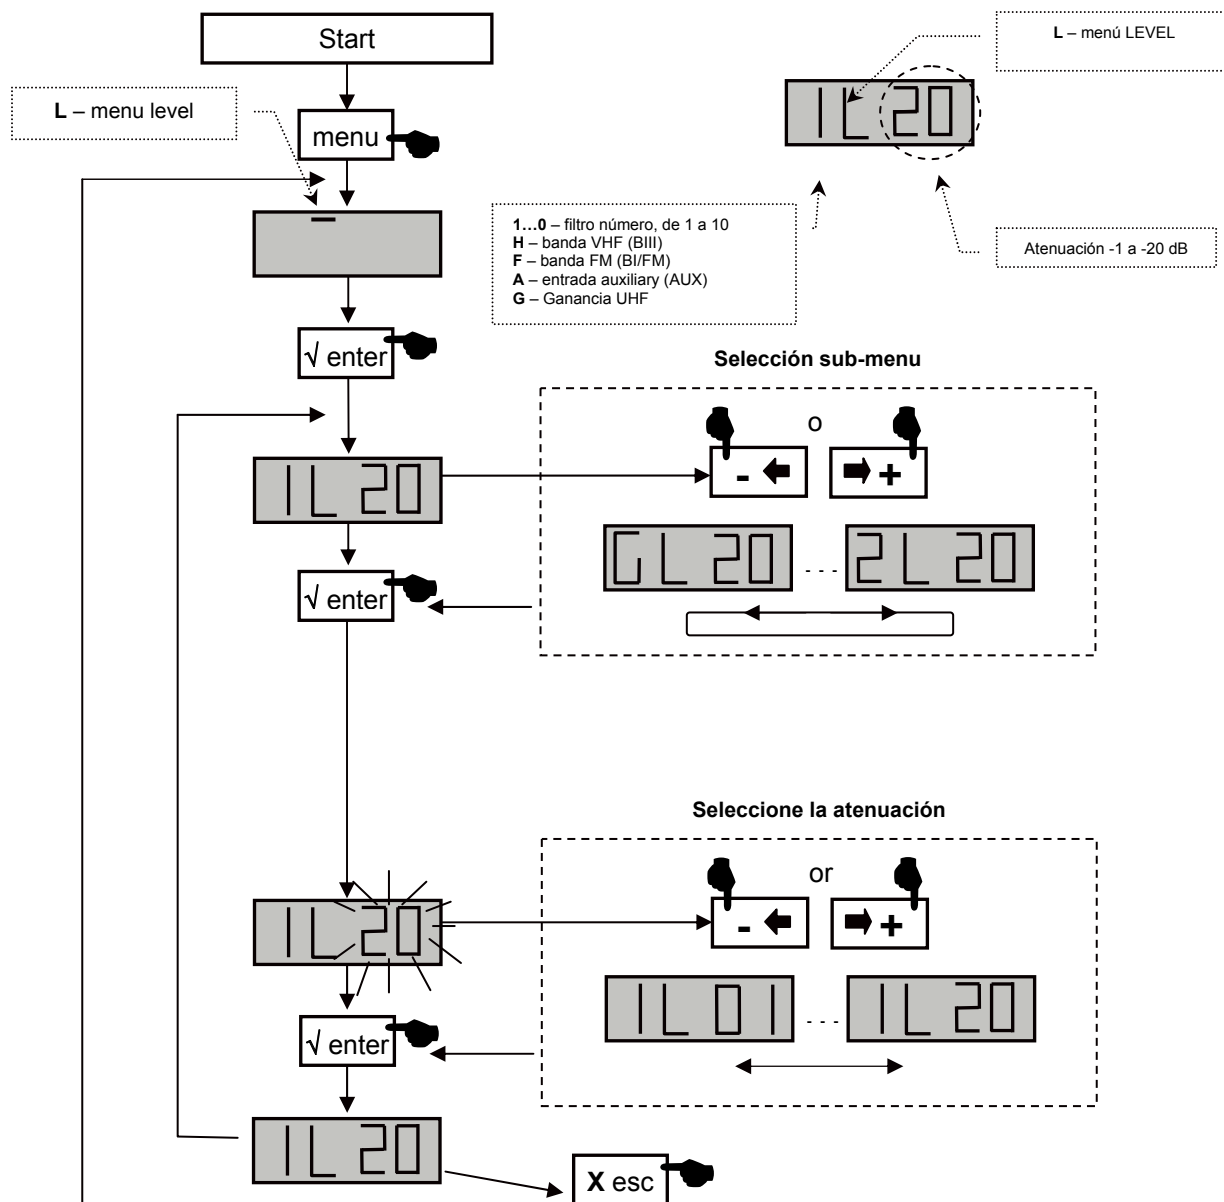 Start
L – menú LEVEL
L – menu level
menu
1L 20
1...0 – filtro número, de 1 a 10
H – banda VHF (BIII)
F – banda FM (BI/FM)
A – entrada auxiliary (AUX)
G – Ganancia UHF
Atenuación -1 a -20 dB
√ enter
Selección sub-menu
o
- +
1L 20
GL 20 - - - 2L 20
√ enter
Seleccione la atenuación
or
- +
1L 20
1L 01 - - - 1L 20
√ enter
1L 20
X esc